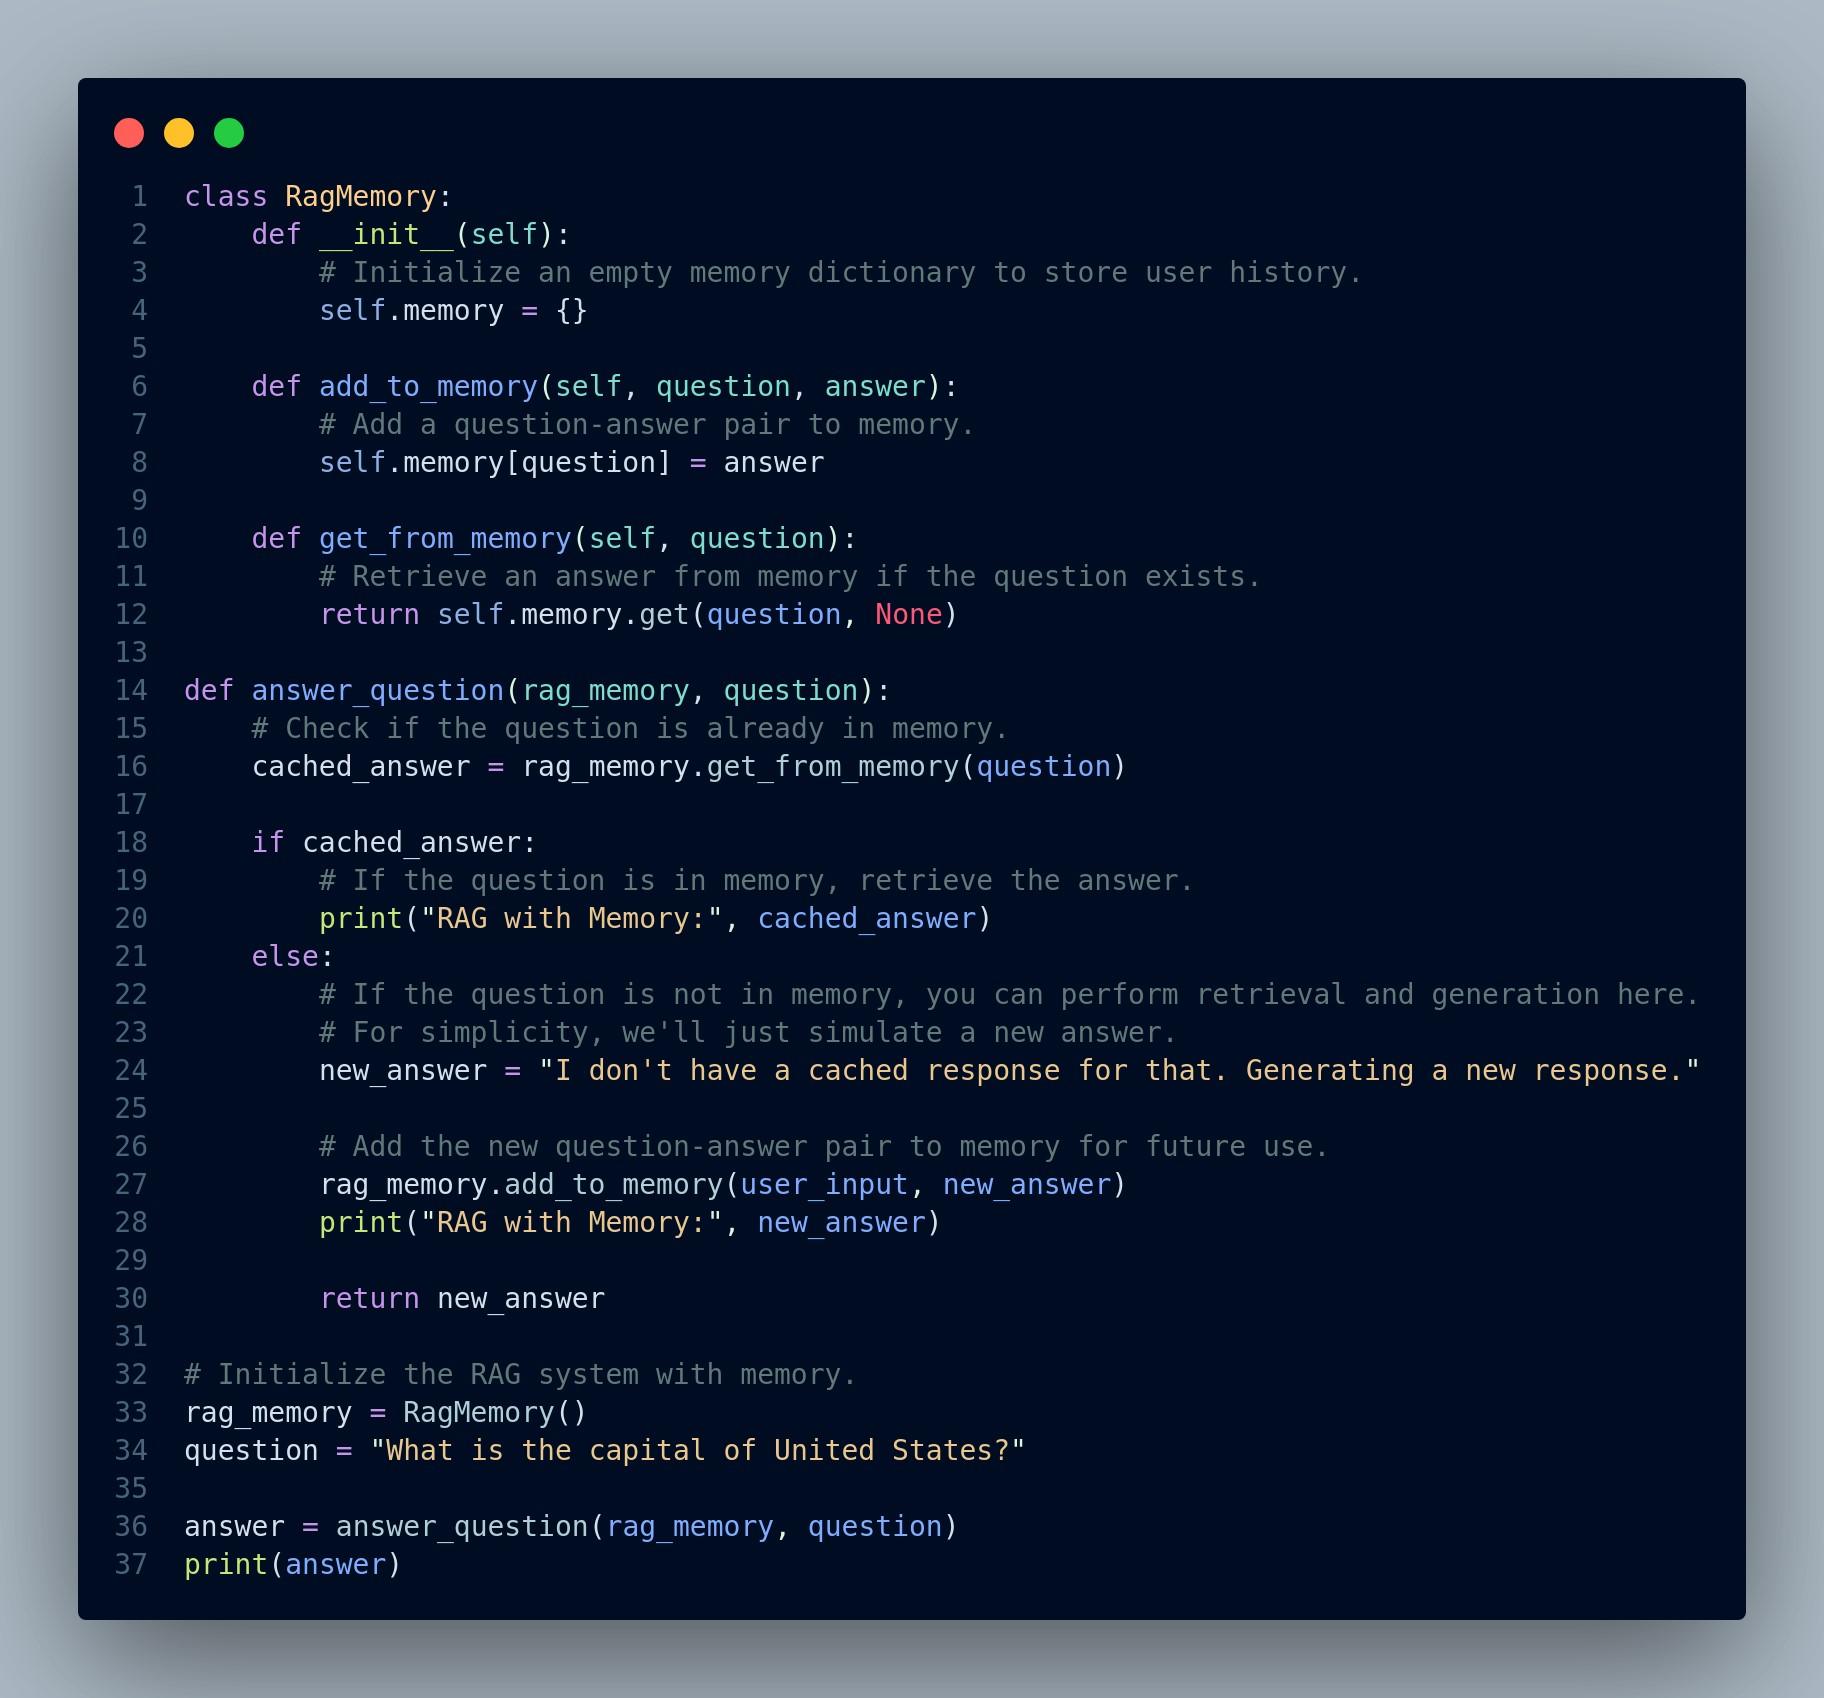 1 class RagMemory:
2     def __init__(self):
3         # Initialize an empty memory dictionary to store user history.
4         self.memory = {}
5
6     def add_to_memory(self, question, answer):
7         # Add a question-answer pair to memory.
8         self.memory[question] = answer
9
10     def get_from_memory(self, question):
11         # Retrieve an answer from memory if the question exists.
12         return self.memory.get(question, None)
13
14 def answer_question(rag_memory, question):
15     # Check if the question is already in memory.
16     cached_answer = rag_memory.get_from_memory(question)
17
18     if cached_answer:
19         # If the question is in memory, retrieve the answer.
20         print("RAG with Memory:", cached_answer)
21     else:
22         # If the question is not in memory, you can perform retrieval and generation here.
23         # For simplicity, we'll just simulate a new answer.
24         new_answer = "I don't have a cached response for that. Generating a new response."
25
26         # Add the new question-answer pair to memory for future use.
27         rag_memory.add_to_memory(user_input, new_answer)
28         print("RAG with Memory:", new_answer)
29
30         return new_answer
31
32 # Initialize the RAG system with memory.
33 rag_memory = RagMemory()
34 question = "What is the capital of United States?"
35
36 answer = answer_question(rag_memory, question)
37 print(answer)